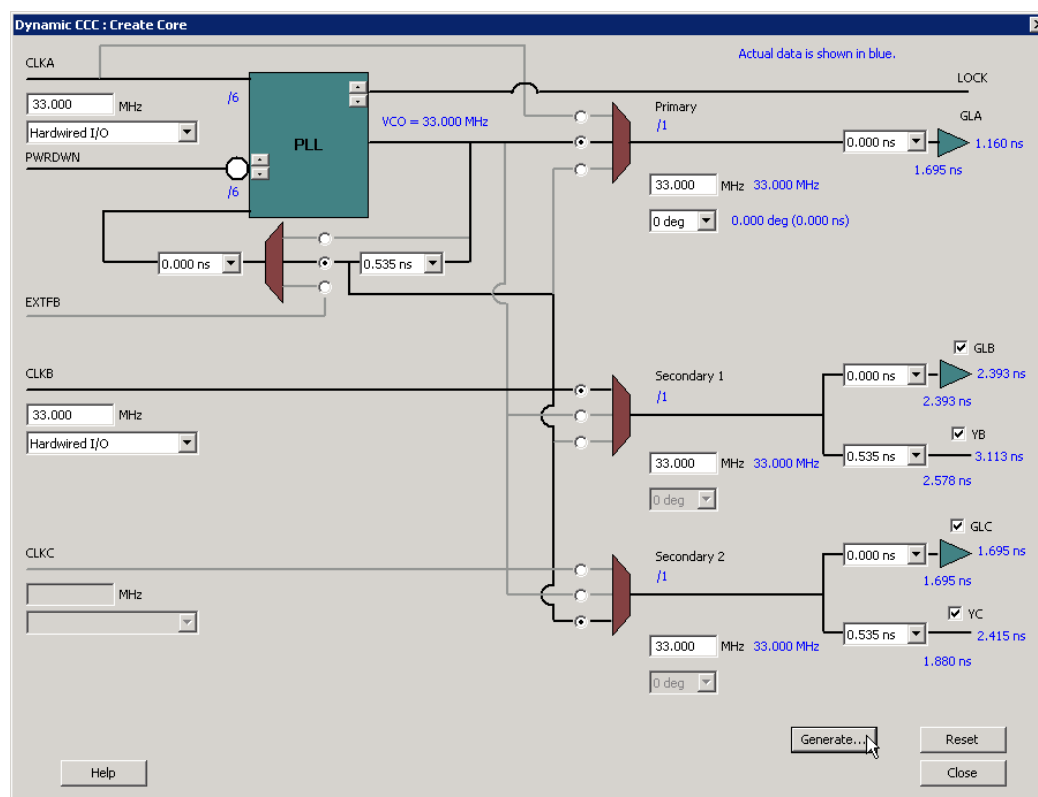 Dynamic CCC : Create Core
Actual data is shown in blue.
CLKA
LOCK
33.000 MHz
/6
Primary
GLA
Hardwired I/O
VCO = 33.000 MHz
/1
PLL
0.000 ns
1.160 ns
PWRDWN
1.695 ns
/6
33.000 MHz 33.000 MHz
0 deg 0.000 deg (0.000 ns)
0.000 ns
0.535 ns
EXTFB
GLB
CLKB
Secondary 1
0.000 ns
2.393 ns
/1
2.393 ns
33.000 MHz
YB
Hardwired I/O
33.000 MHz 33.000 MHz
0.535 ns
3.113 ns
2.578 ns
0 deg
GLC
CLKC
Secondary 2
0.000 ns
1.695 ns
/1
1.695 ns
MHz
YC
33.000 MHz 33.000 MHz
0.535 ns
2.415 ns
1.880 ns
0 deg
Generate...
Reset
Help
Close